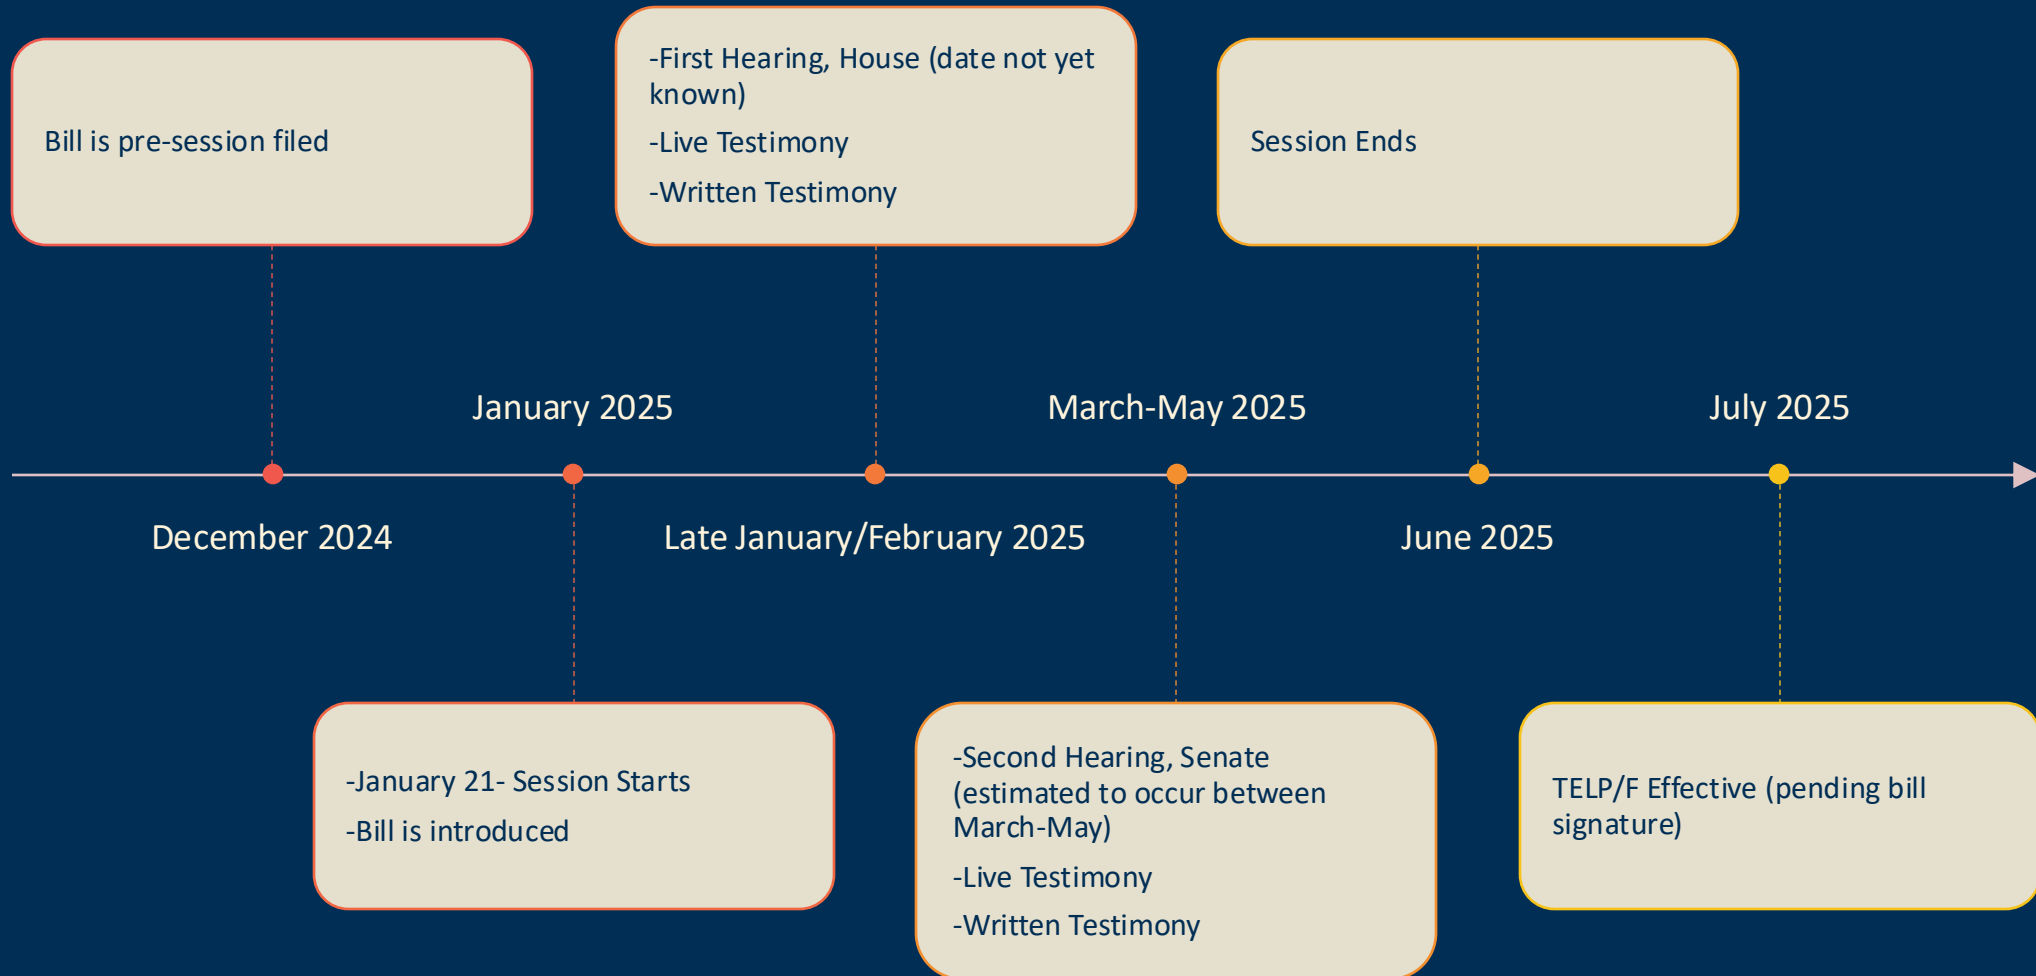 Bill is pre-session filed
-First Hearing, House (date not yet
known)
-Live Testimony
-Written Testimony
Session Ends
January 2025
March-May 2025
July 2025
December 2024
Late January/February 2025
June 2025
-January 21- Session Starts
-Bill is introduced
-Second Hearing, Senate
(estimated to occur between
March-May)
-Live Testimony
-Written Testimony
TELP/F Effective (pending bill
signature)